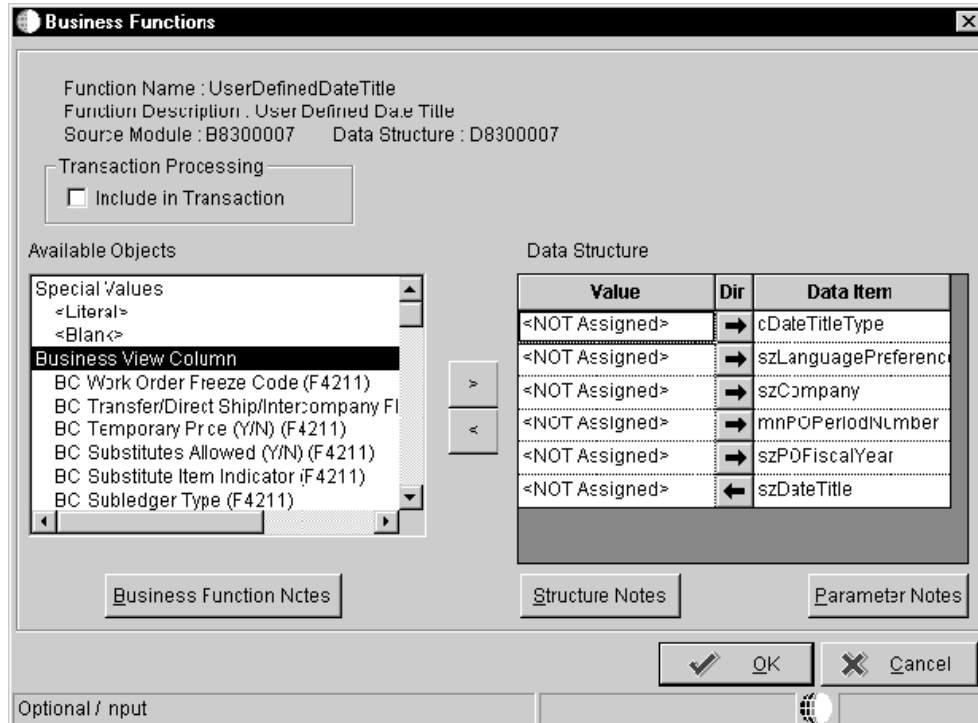 Business Functions
Function Name : UserDefinedDateTitle
Function Description : User Defined Date Title
Source Module : B8300007 Data Structure : D8300007
Transaction Processing
Include in Transaction
Available Objects
Special Values
<Literal>
<Blank>
Business View Column
BC Work Order Freeze Code (F4211)
BC Transfer/Direct Ship/Intercompany Fl
BC Temporary Price (Y/N) (F4211)
BC Substitutes Allowed (Y/N) (F4211)
BC Substitute Item Indicator (F4211)
BC Subledger Type (F4211)
>
<
Data Structure
Value Dir Data Item
<NOT Assigned> cDateTitleType
<NOT Assigned> szLanguagePreference
<NOT Assigned> szCompany
<NOT Assigned> mnPOPeriodNumber
<NOT Assigned> szPOFiscalYear
<NOT Assigned> szDateTitle
Business Function Notes
Structure Notes
Parameter Notes
OK
Cancel
Optional / Input